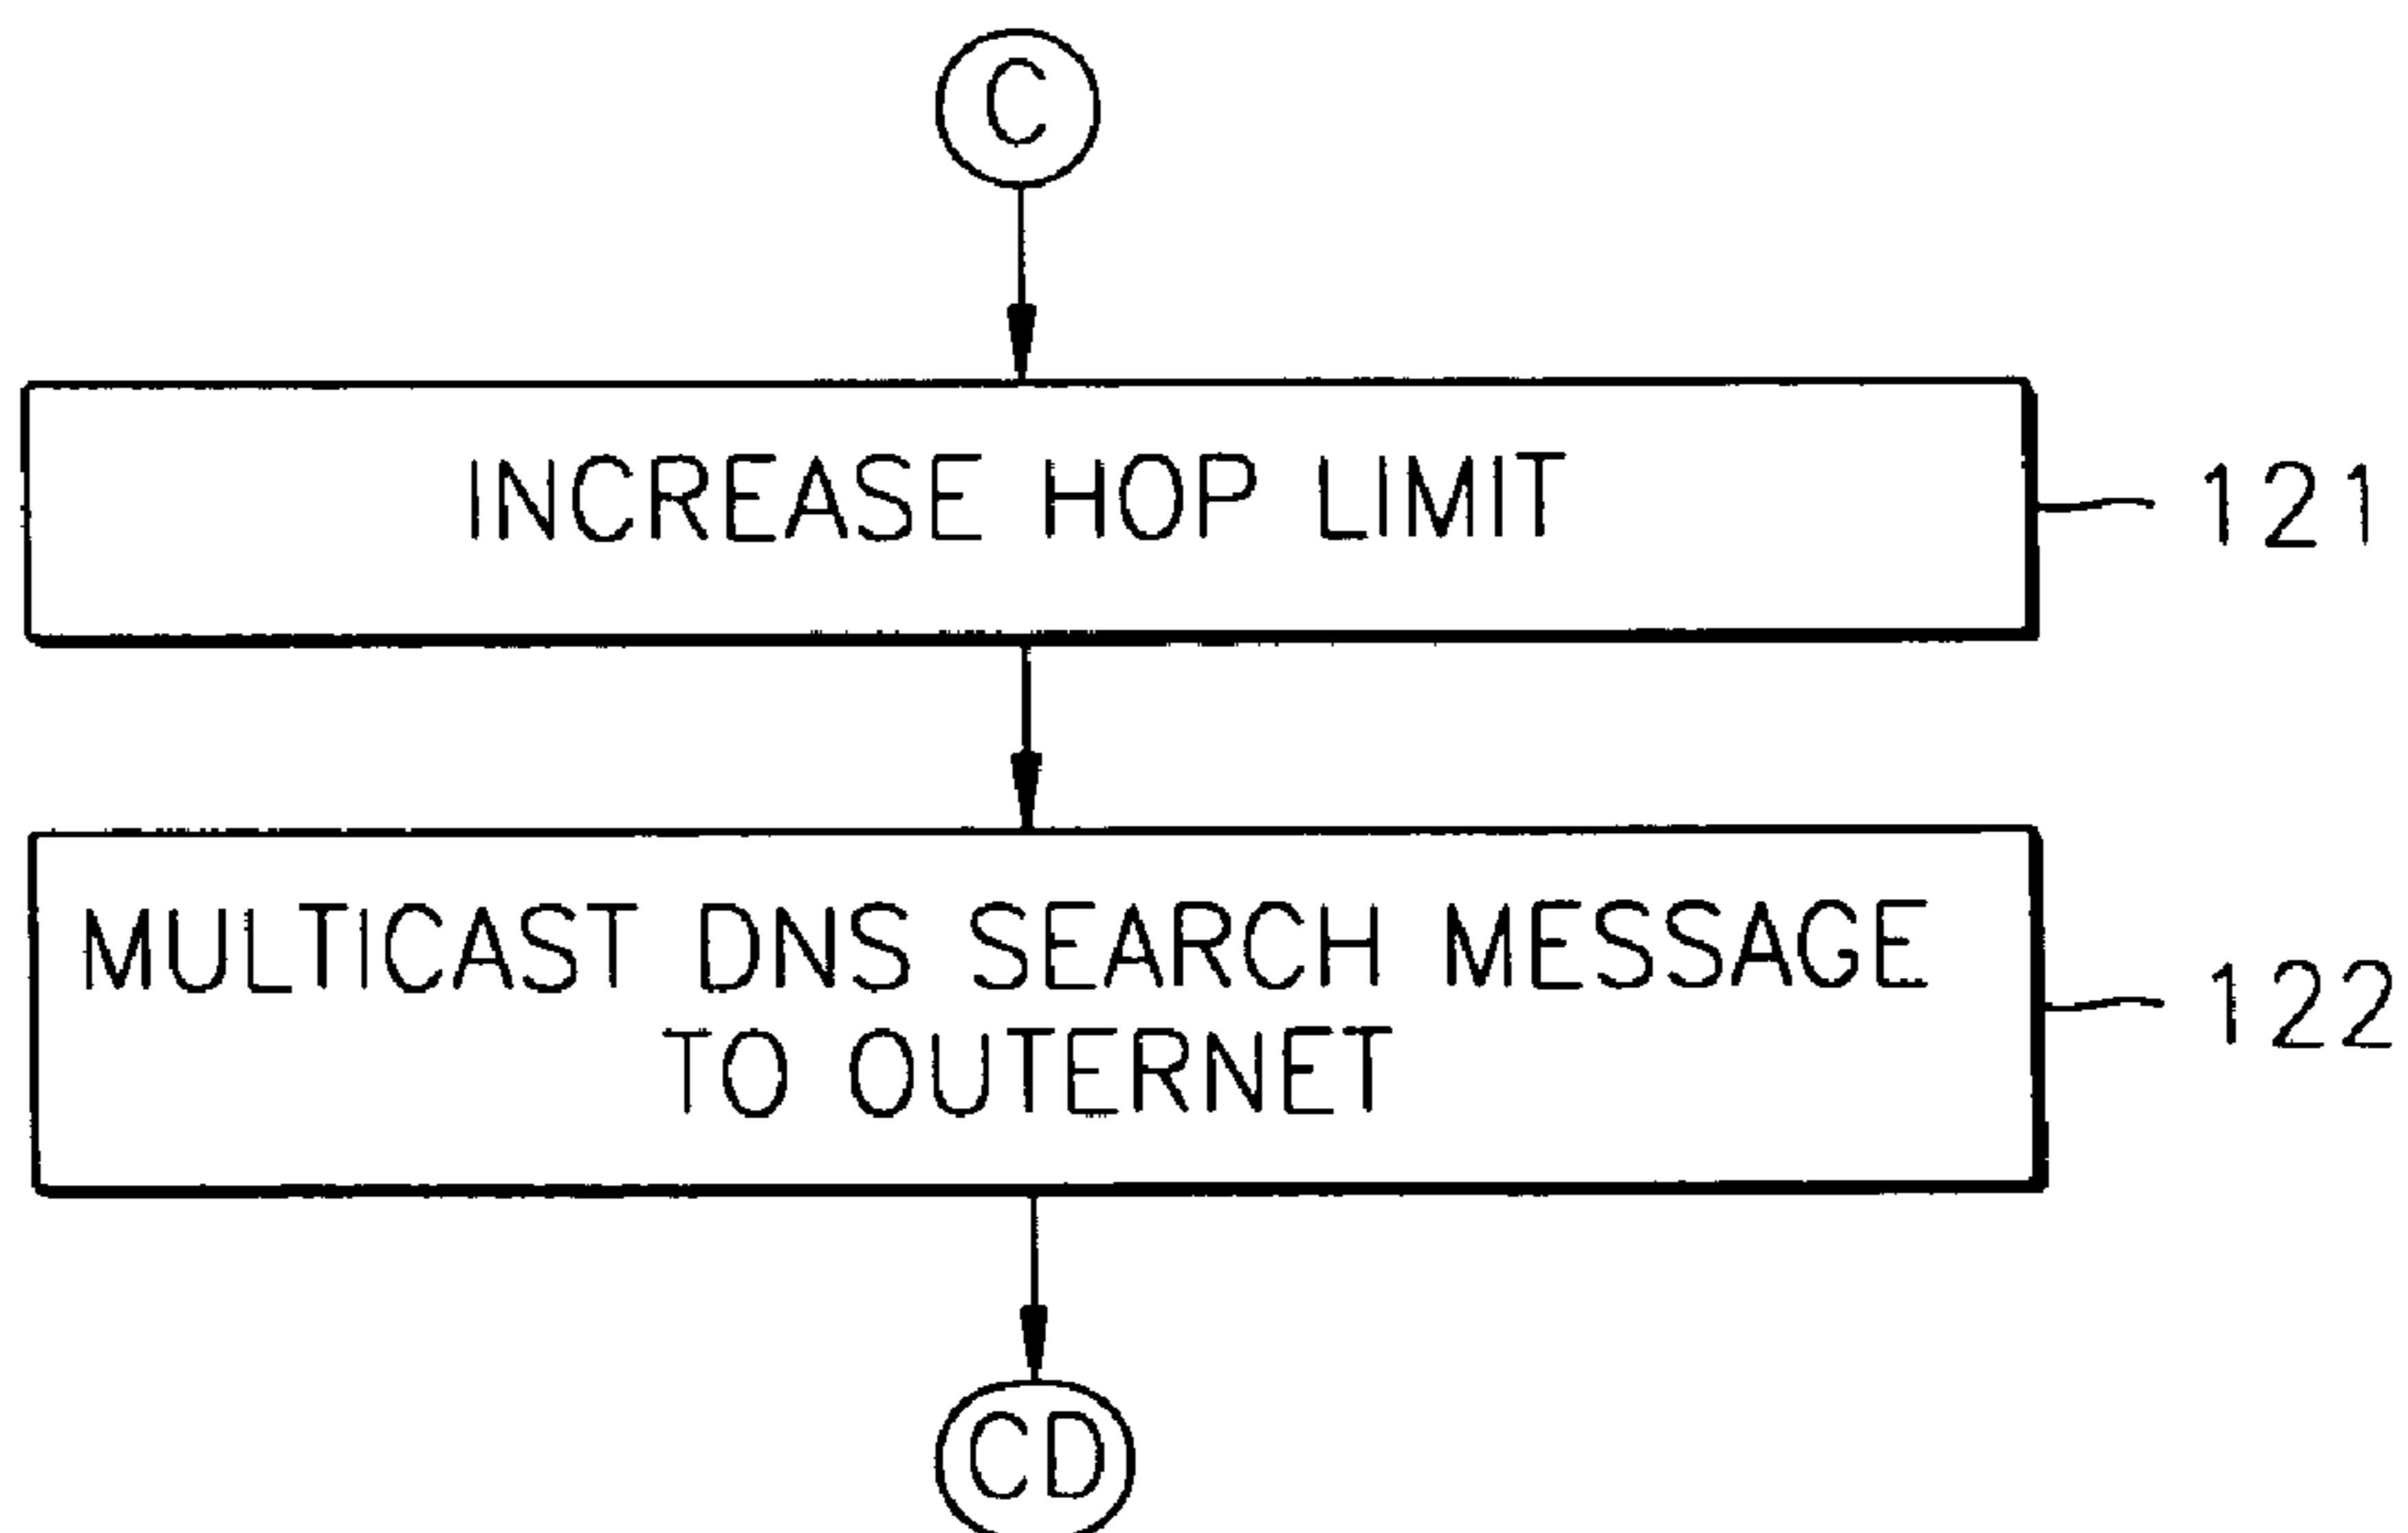 C
INCREASE HOP LIMIT
121
MULTICAST DNS SEARCH MESSAGE
TO OUTERNET
122
CD